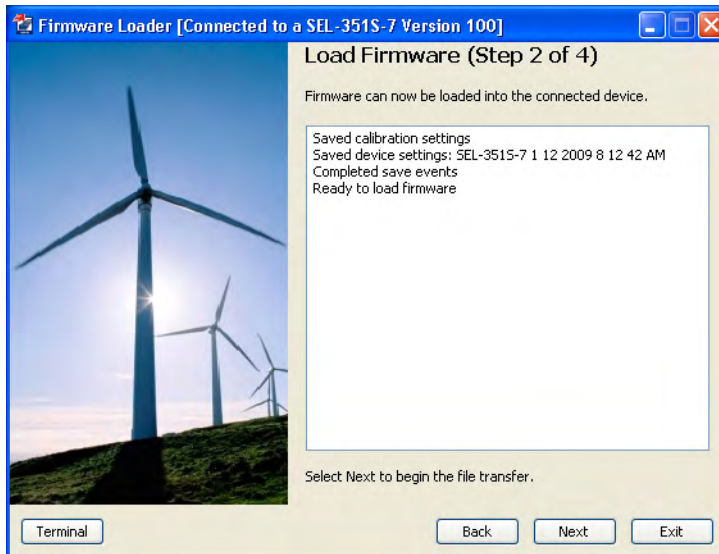 Firmware Loader [Connected to a SEL-351S-7 Version 100]
Load Firmware (Step 2 of 4)
Firmware can now be loaded into the connected device.
Saved calibration settings
Saved device settings: SEL-351S-7 1 12 2009 8 12 42 AM
Completed save events
Ready to load firmware
Select Next to begin the file transfer.
Terminal
Back
Next
Exit